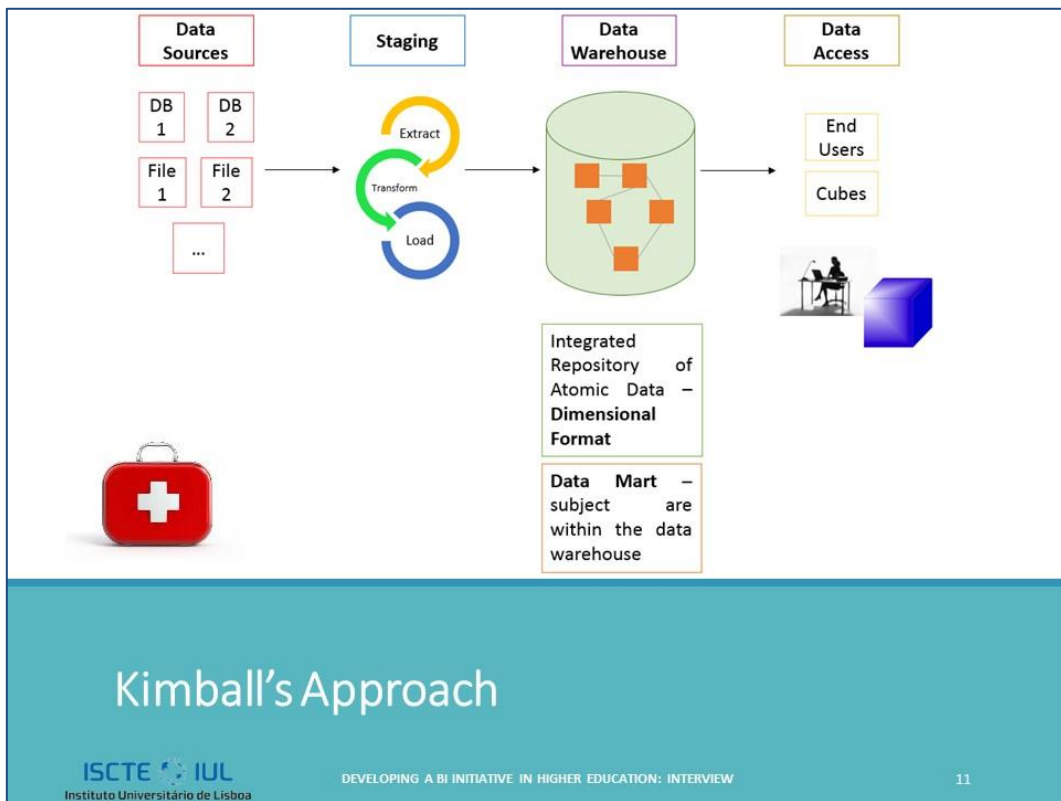 Data
Sources
Staging
Data
Warehouse
Data
Access
DB
1
DB
2
File
1
File
2
...
Extract
Transform
Load
End
Users
Cubes
Integrated
Repository of
Atomic Data –
Dimensional
Format
Data Mart –
subject are
within the data
warehouse
Kimball's Approach
ISCTE IUL
Instituto Universitário de Lisboa
DEVELOPING A BI INITIATIVE IN HIGHER EDUCATION: INTERVIEW
11